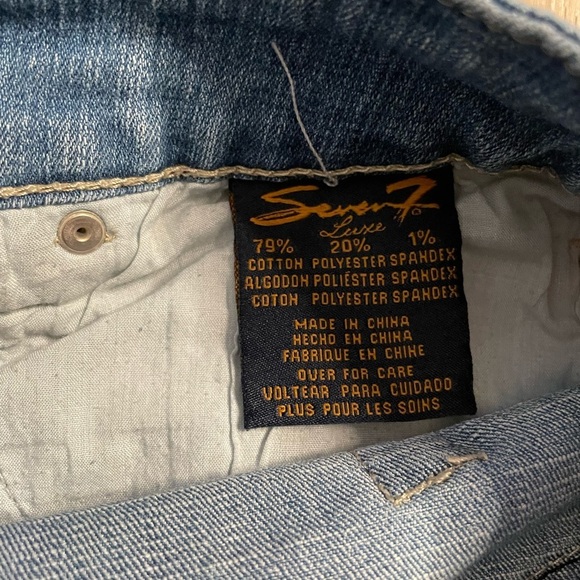 Seven7
Luxe
79% 20% 1%
COTTON POLYESTER SPANDEX
ALGODON POLIÉSTER SPANDEX
COTON POLYESTER SPANDEX
MADE IN CHINA
HECHO EN CHINA
FABRIQUE EN CHINE
OVER FOR CARE
VOLTEAR PARA CUIDADO
PLUS POUR LES SOINS